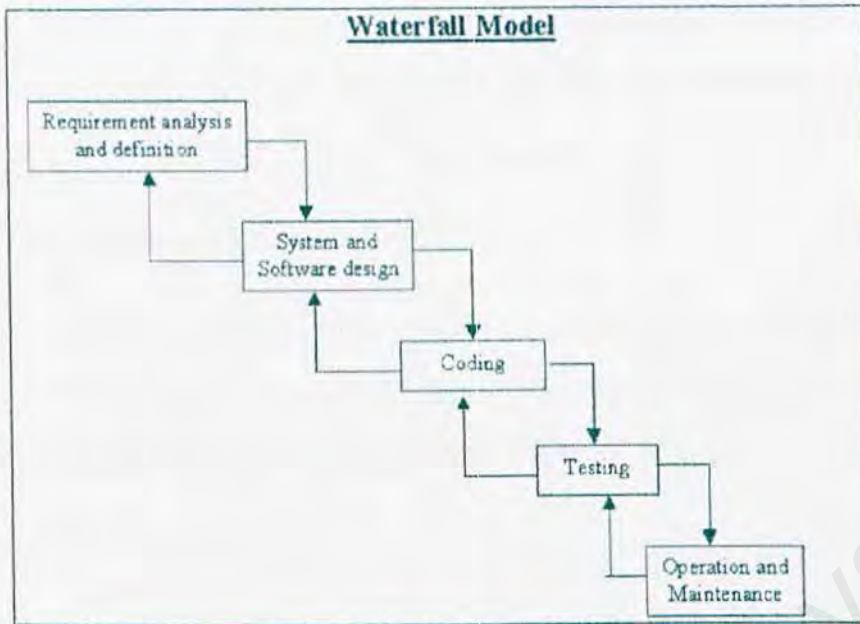 Waterfall Model
Requirement analysis
and definition
System and
Software design
Coding
Testing
Operation and
Maintenance